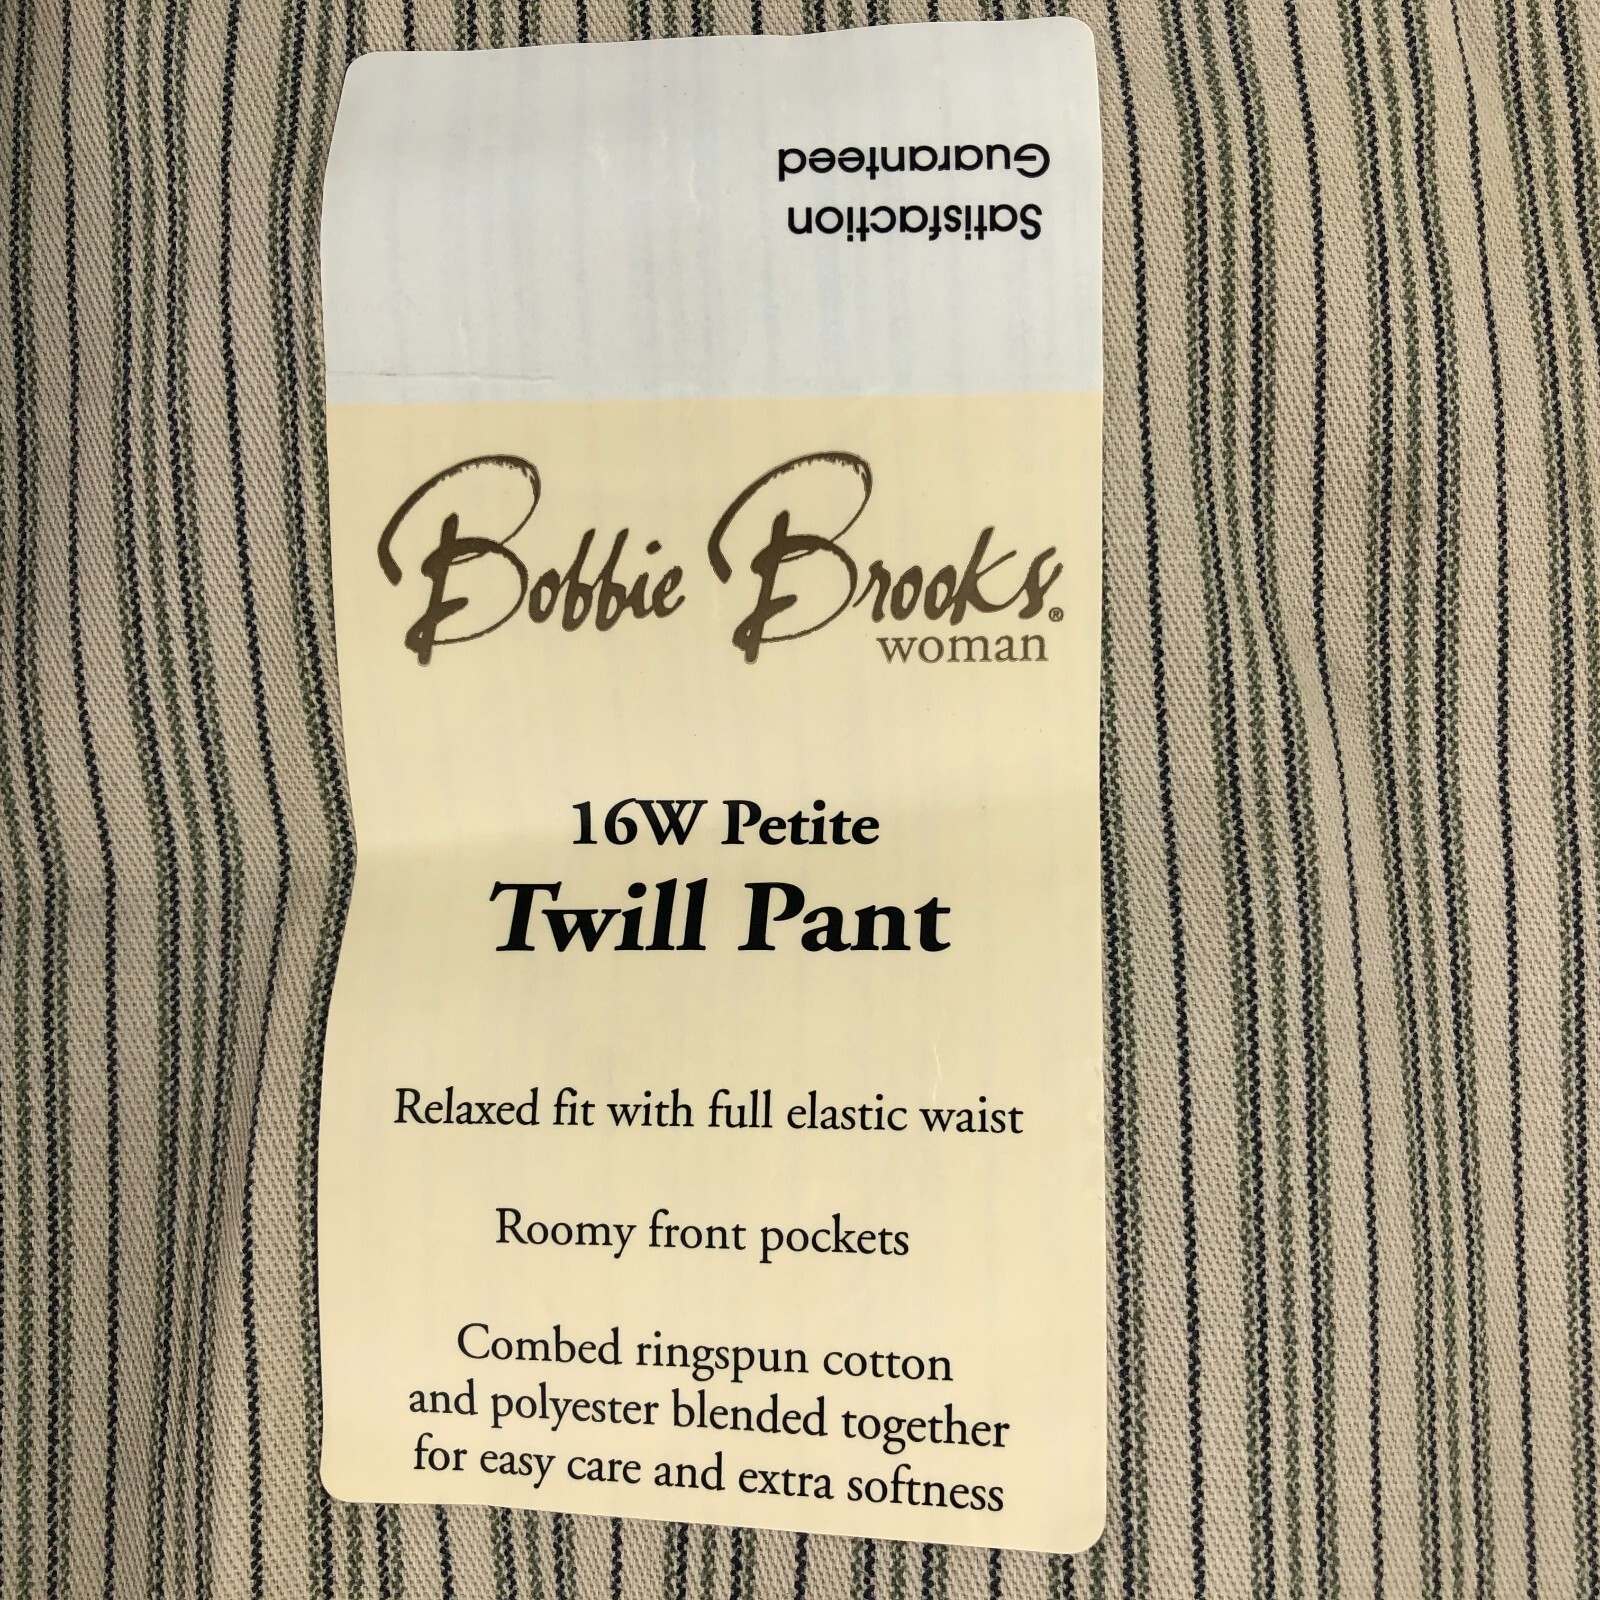 Satisfaction
Guaranteed
Bobbie Brooks®
woman
16W Petite
Twill Pant
Relaxed fit with full elastic waist
Roomy front pockets
Combed ringspun cotton
and polyester blended together
for easy care and extra softness